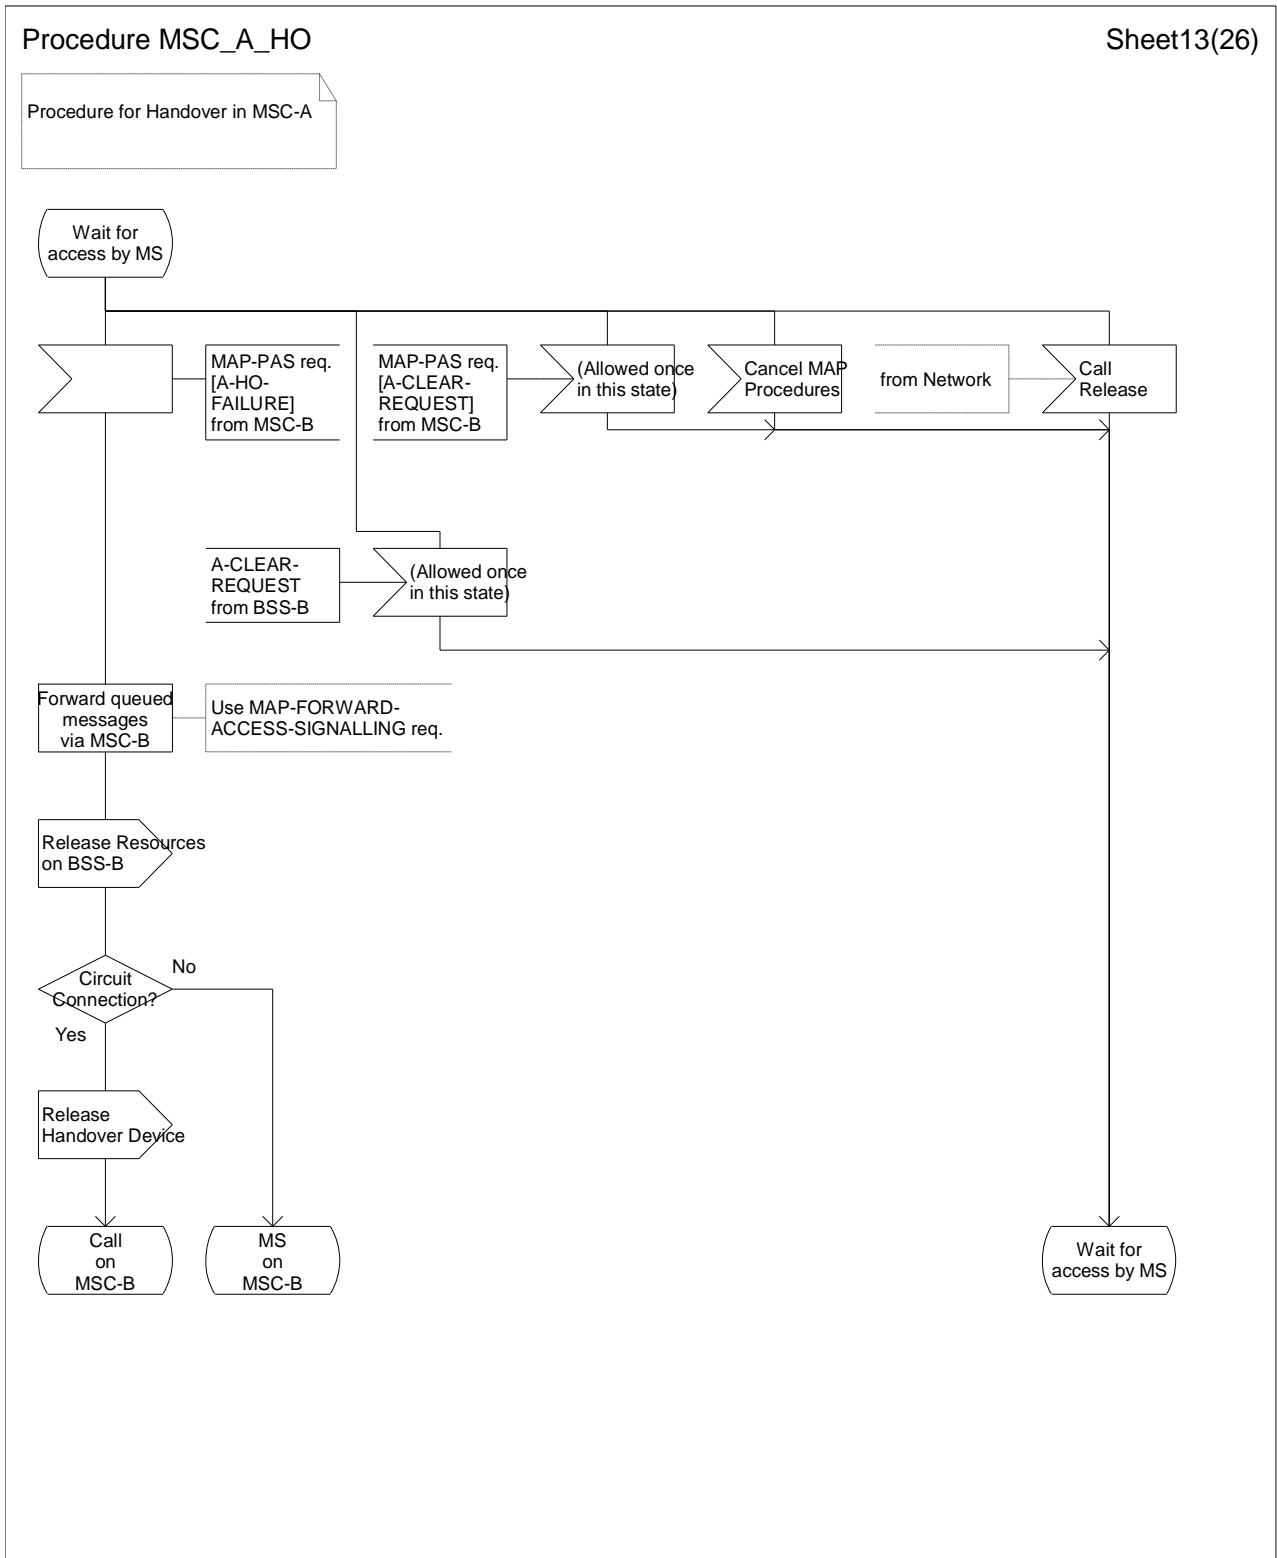 Procedure MSC_A_HO
Sheet13(26)
Procedure for Handover in MSC-A
Wait for
access by MS
MAP-PAS req.
[A-HO-
FAILURE]
from MSC-B
MAP-PAS req.
[A-CLEAR-
REQUEST]
from MSC-B
(Allowed once
in this state)
Cancel MAP
Procedures
from Network
Call
Release
A-CLEAR-
REQUEST
from BSS-B
(Allowed once
in this state)
Forward queued
messages
via MSC-B
Use MAP-FORWARD-
ACCESS-SIGNALLING req.
Release Resources
on BSS-B
Circuit
Connection?
No
Yes
Release
Handover Device
Call
on
MSC-B
MS
on
MSC-B
Wait for
access by MS